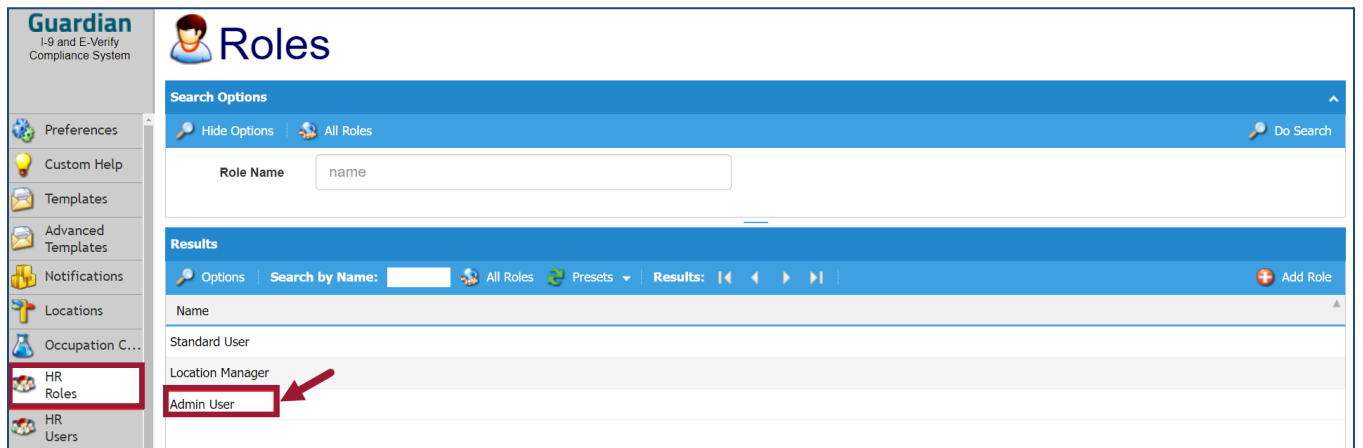 Guardian
I-9 and E-Verify
Compliance System
Roles
Search Options
Hide Options All Roles Do Search
Role Name name
Preferences
Custom Help
Templates
Advanced
Templates
Notifications
Locations
Occupation C...
HR
Roles
HR
Users
Results
Options Search by Name: All Roles Presets Results: Add Role
Name
Standard User
Location Manager
Admin User